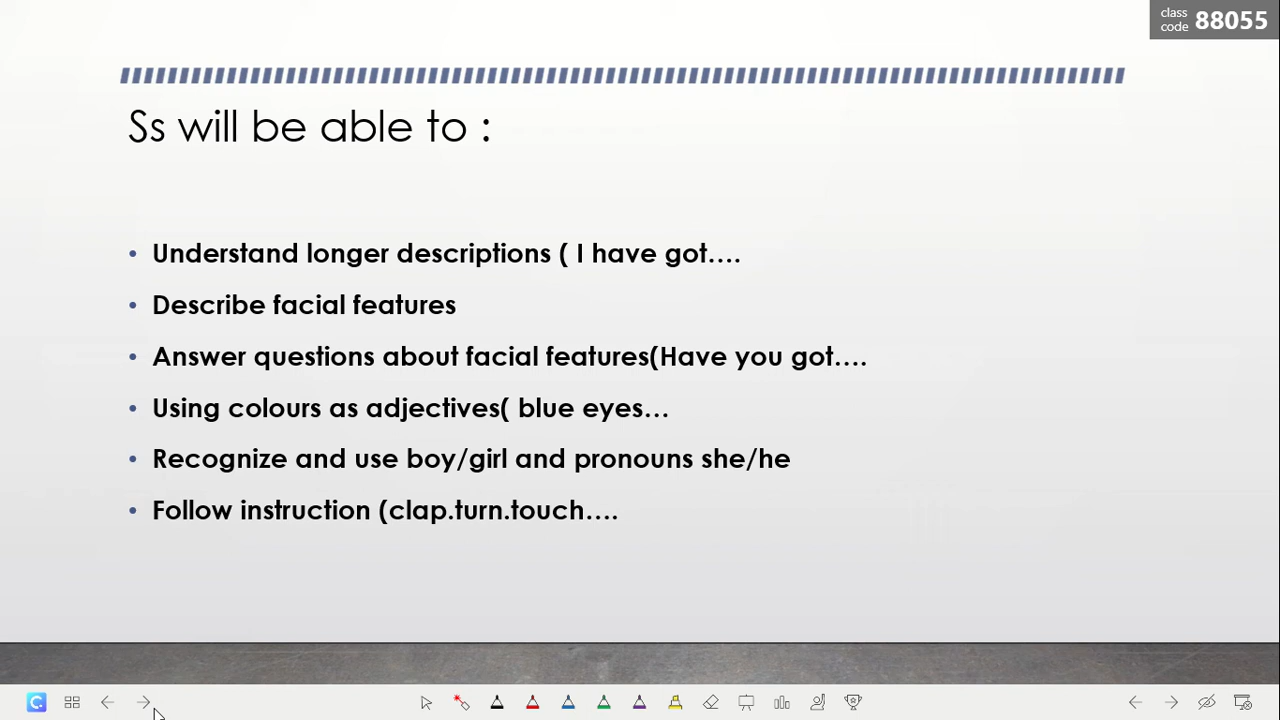 class
code 88055
Ss will be able to :
• Understand longer descriptions ( I have got....
• Describe facial features
• Answer questions about facial features(Have you got....
• Using colours as adjectives( blue eyes...
• Recognize and use boy/girl and pronouns she/he
• Follow instruction (clap.turn.touch....